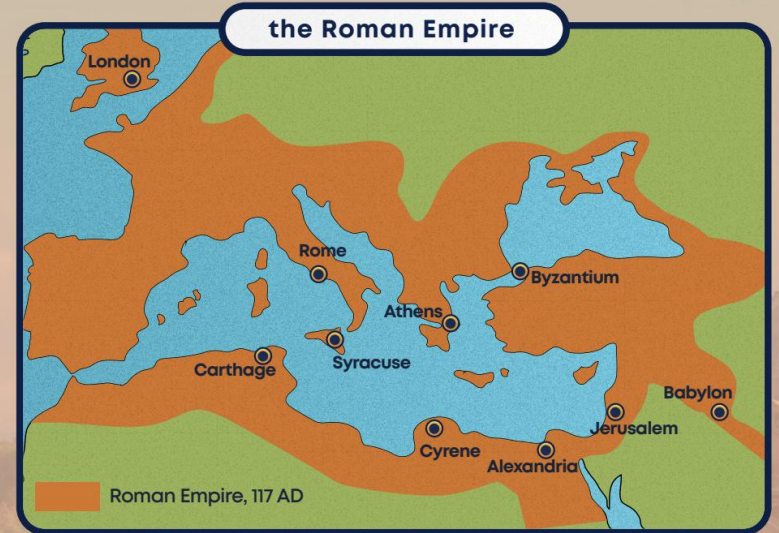 the Roman Empire
London
Rome
Byzantium
Athens
Syracuse
Carthage
Babylon
Jerusalem
Cyrene
Alexandria
Roman Empire, 117 AD